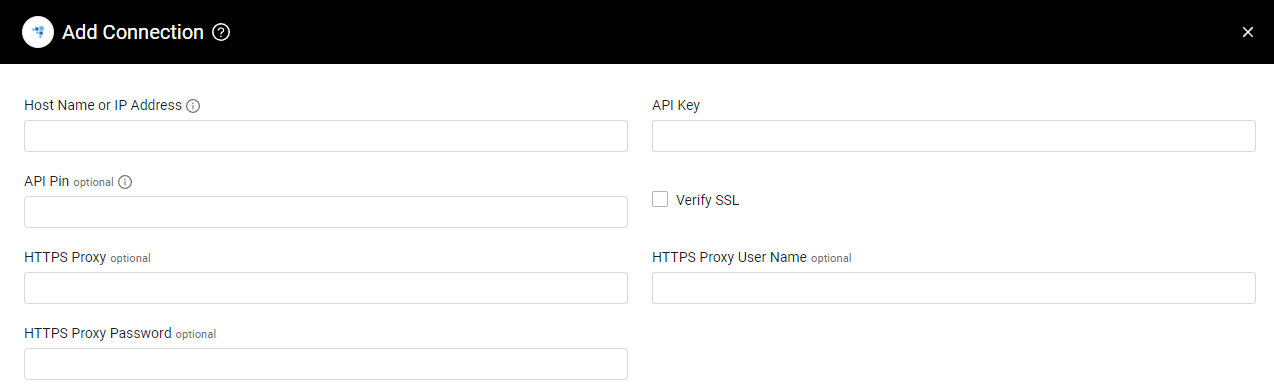 Add Connection
Host Name or IP Address
API Key
API Pin optional
Verify SSL
HTTPS Proxy optional
HTTPS Proxy User Name optional
HTTPS Proxy Password optional